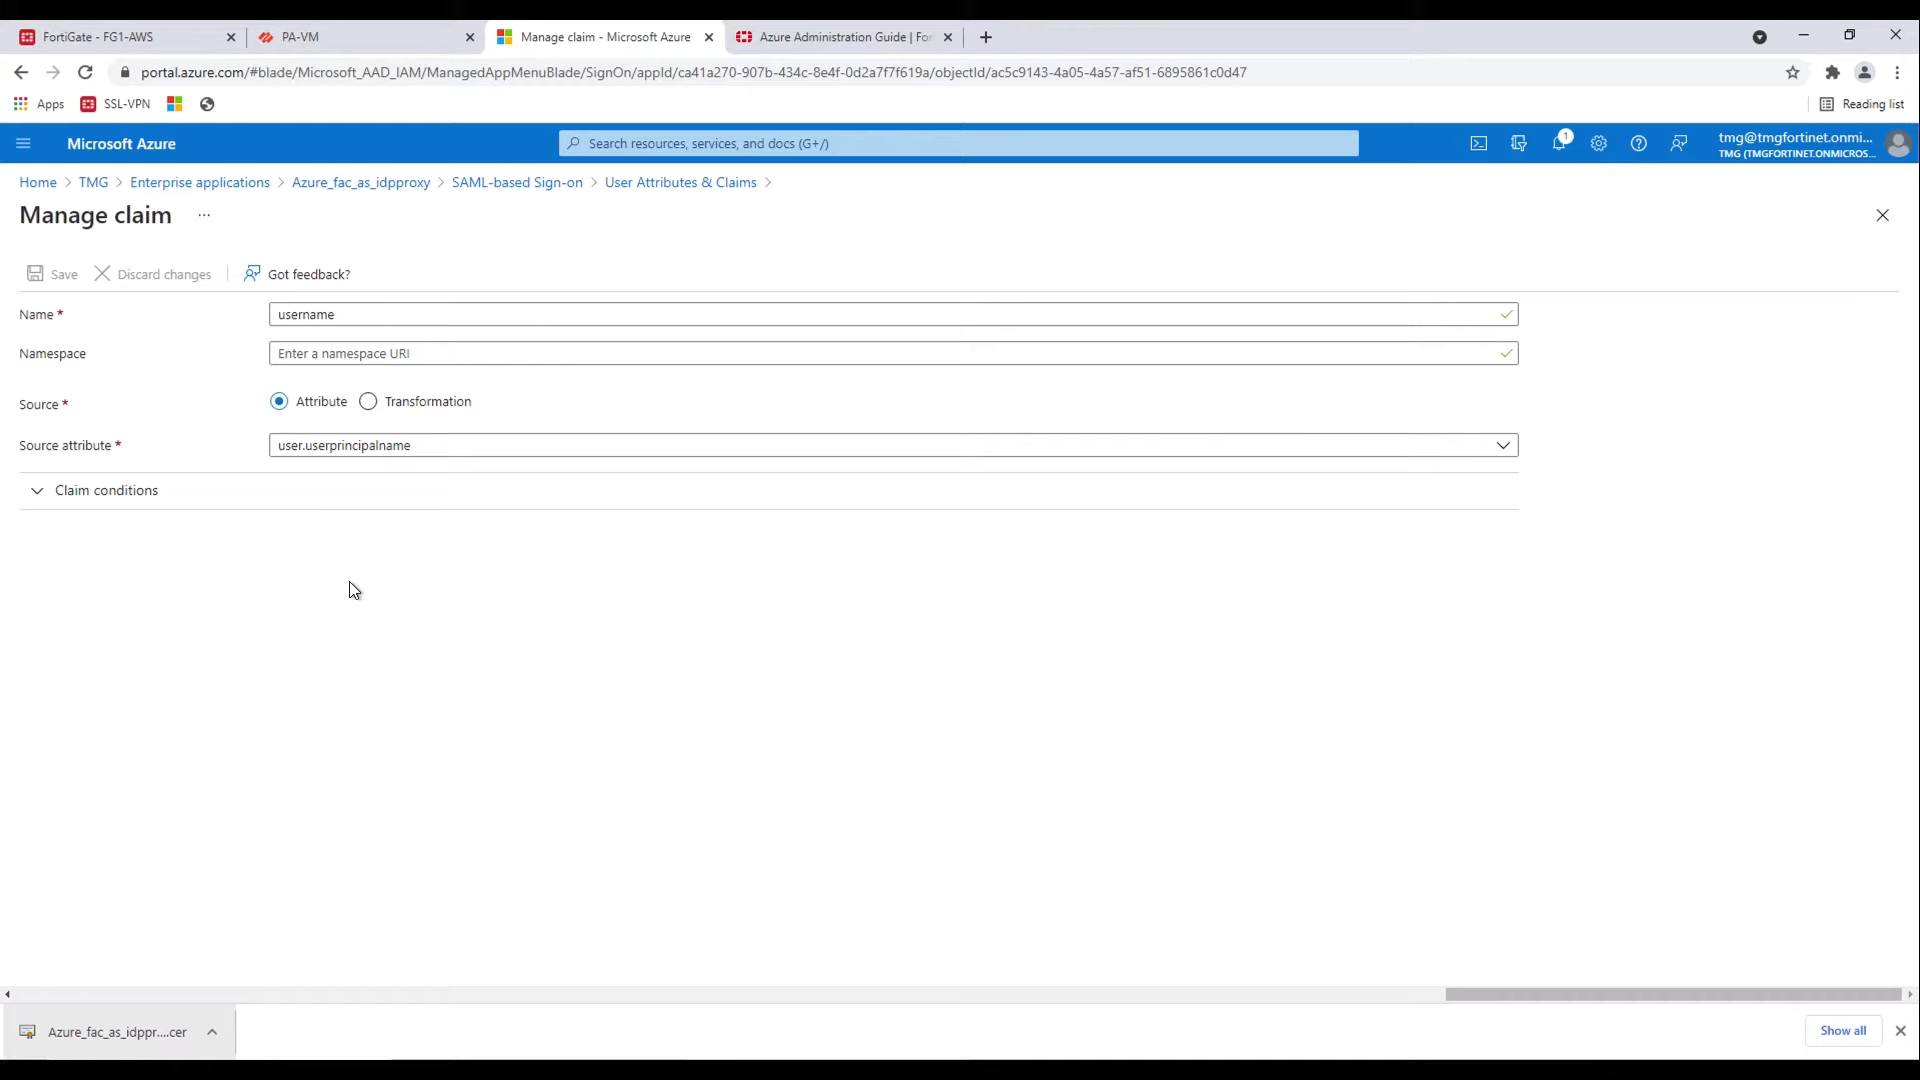 FortiGate - FG1-AWS
PA-VM
Manage claim - Microsoft Azure
Azure Administration Guide | For
portal.azure.com/#blade/Microsoft_AAD_IAM/ManagedAppMenuBlade/SignOn/appId/ca41a270-907b-434c-8e4f-0d2a7f7f619a/objectId/ac5c9143-4a05-4a57-af51-6895861c0d47
Apps
SSL-VPN
Reading list
Microsoft Azure
Search resources, services, and docs (G+/)
1
tmg@tmgfortinet.onmi...
TMG (TMGFORTINET.ONMICROS...
Home > TMG > Enterprise applications > Azure_fac_as_idpproxy > SAML-based Sign-on > User Attributes & Claims >
Manage claim ...
Save
Discard changes
Got feedback?
Name *
username
Namespace
Enter a namespace URI
Source *
Attribute
Transformation
Source attribute *
user.userprincipalname
Claim conditions
Azure_fac_as_idppr....cer
Show all